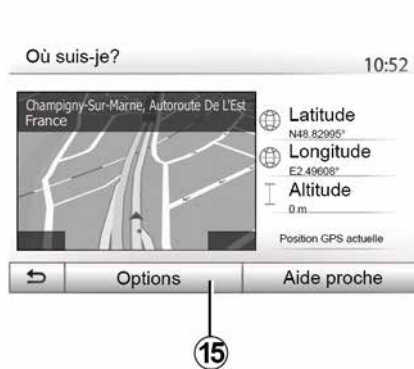 Où suis-je?
10:52
Champigny-Sur-Marne, Autoroute De L'Est
France
Latitude
N48.82995°
Longitude
E2.49608°
Altitude
0 m
Position GPS actuelle
Options
Aide proche
15